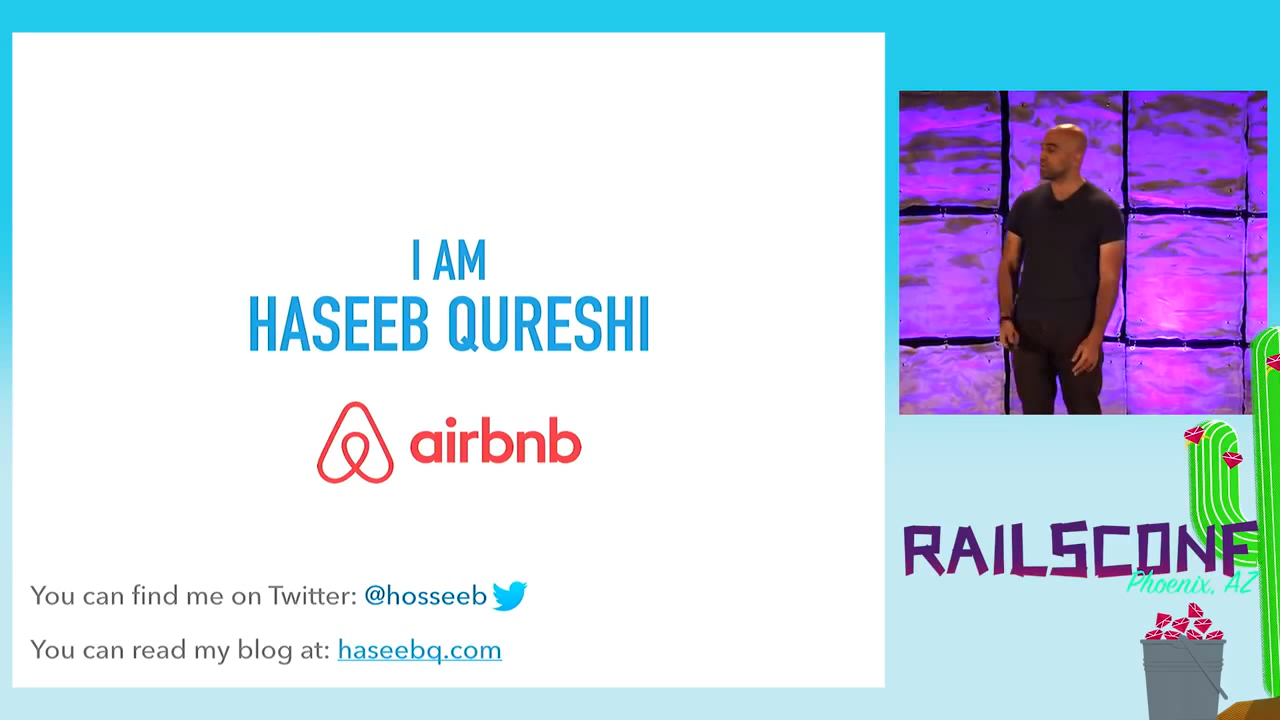 I AM
HASEEB QURESHI
airbnb
You can find me on Twitter: @hosseeb
You can read my blog at: haseebq.com
RAILSCONF
Phoenix, AZ